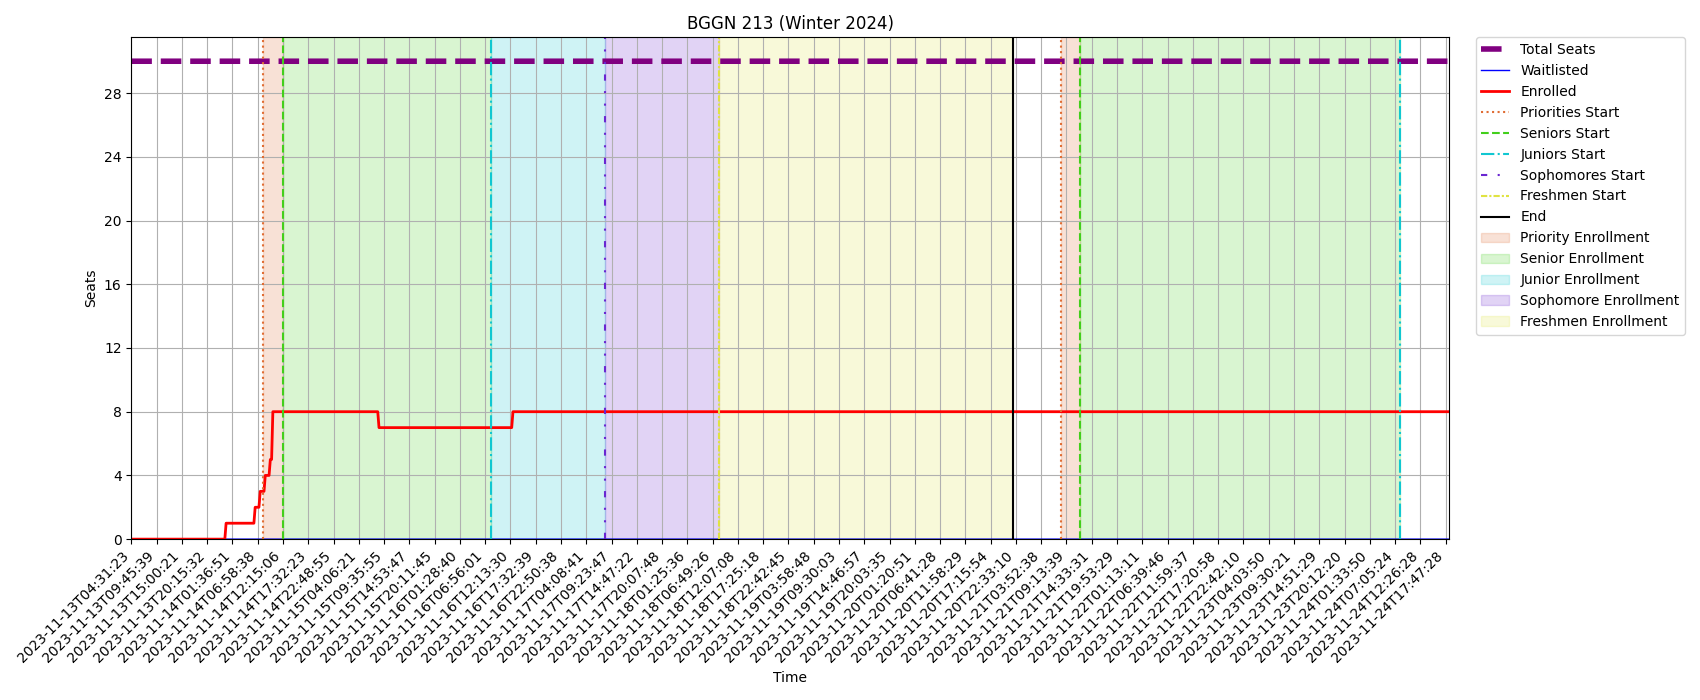 BGGN 213 (Winter 2024)
Total Seats
Waitlisted
Enrolled
Priorities Start
Seniors Start
Juniors Start
Sophomores Start
Freshmen Start
End
Priority Enrollment
Senior Enrollment
Junior Enrollment
Sophomore Enrollment
Freshmen Enrollment
Seats
28
24
20
16
12
8
4
0
2023-11-13T04:31:23
2023-11-13T09:45:39
2023-11-13T15:00:21
2023-11-13T20:15:32
2023-11-14T01:36:51
2023-11-14T06:58:38
2023-11-14T12:15:06
2023-11-14T17:32:23
2023-11-14T22:48:55
2023-11-15T04:06:21
2023-11-15T09:35:55
2023-11-15T14:53:47
2023-11-15T20:11:45
2023-11-16T01:28:40
2023-11-16T06:56:01
2023-11-16T12:13:30
2023-11-16T17:32:39
2023-11-16T22:50:38
2023-11-17T04:08:41
2023-11-17T09:23:47
2023-11-17T14:47:22
2023-11-17T20:07:48
2023-11-18T01:25:36
2023-11-18T06:49:26
2023-11-18T12:07:08
2023-11-18T17:25:18
2023-11-18T22:42:45
2023-11-19T03:58:48
2023-11-19T09:30:03
2023-11-19T14:46:57
2023-11-19T20:03:35
2023-11-20T01:20:51
2023-11-20T06:41:28
2023-11-20T11:58:29
2023-11-20T17:15:54
2023-11-20T22:33:10
2023-11-21T03:52:38
2023-11-21T09:13:39
2023-11-21T14:33:31
2023-11-21T19:53:29
2023-11-22T01:13:11
2023-11-22T06:39:46
2023-11-22T11:59:37
2023-11-22T17:20:58
2023-11-22T22:42:10
2023-11-23T04:03:50
2023-11-23T09:30:21
2023-11-23T14:51:29
2023-11-23T20:12:20
2023-11-24T01:33:50
2023-11-24T07:05:24
2023-11-24T12:26:28
2023-11-24T17:47:28
Time